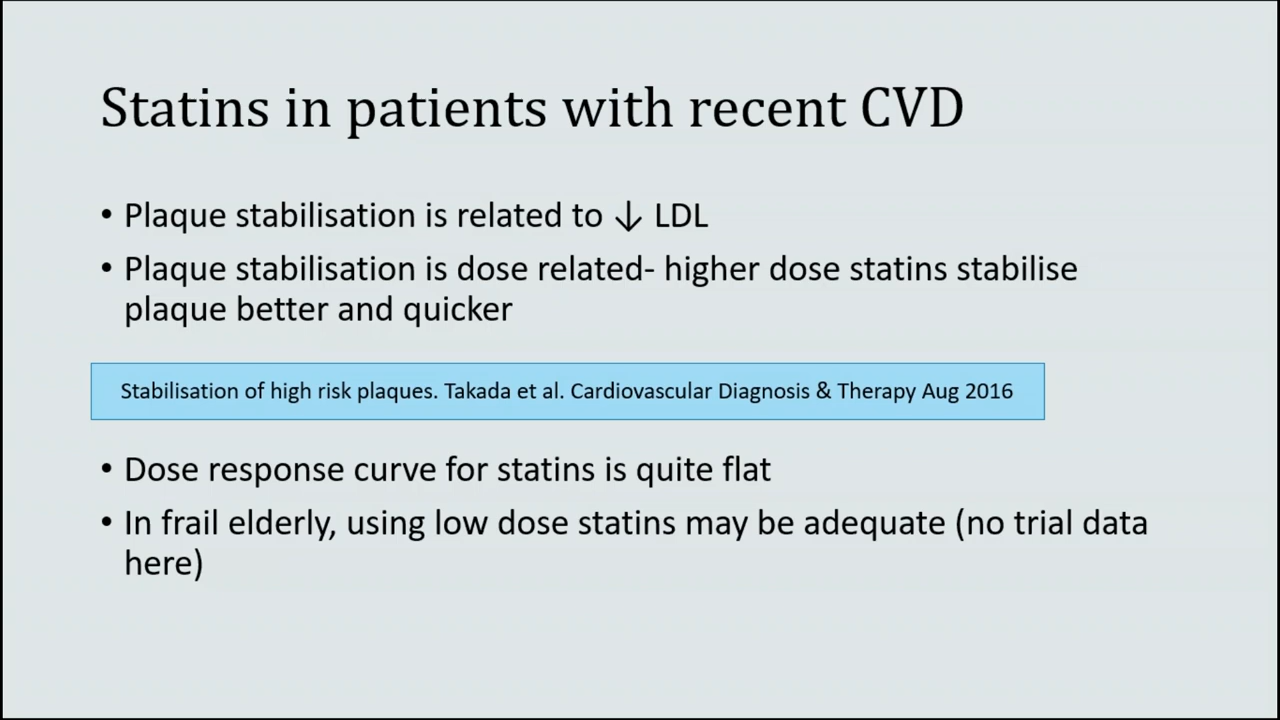 Statins in patients with recent CVD
• Plaque stabilisation is related to ↓ LDL
• Plaque stabilisation is dose related- higher dose statins stabilise
plaque better and quicker
Stabilisation of high risk plaques. Takada et al. Cardiovascular Diagnosis & Therapy Aug 2016
• Dose response curve for statins is quite flat
• In frail elderly, using low dose statins may be adequate (no trial data
here)